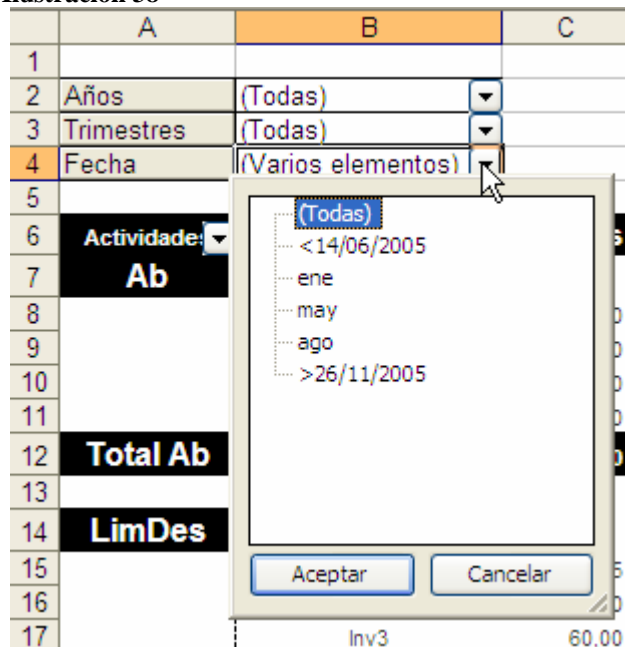 Ilustración 38
A B C
1
2 Años (Todas)
3 Trimestres (Todas)
4 Fecha (Varios elementos)
5
(Todas)
6 Actividade
<14/06/2005
7 Ab
ene
8 may
9 ago
10 >26/11/2005
11
12 Total Ab
13
14 LimDes
15 Aceptar Cancelar
16
17 Inv3 60.00